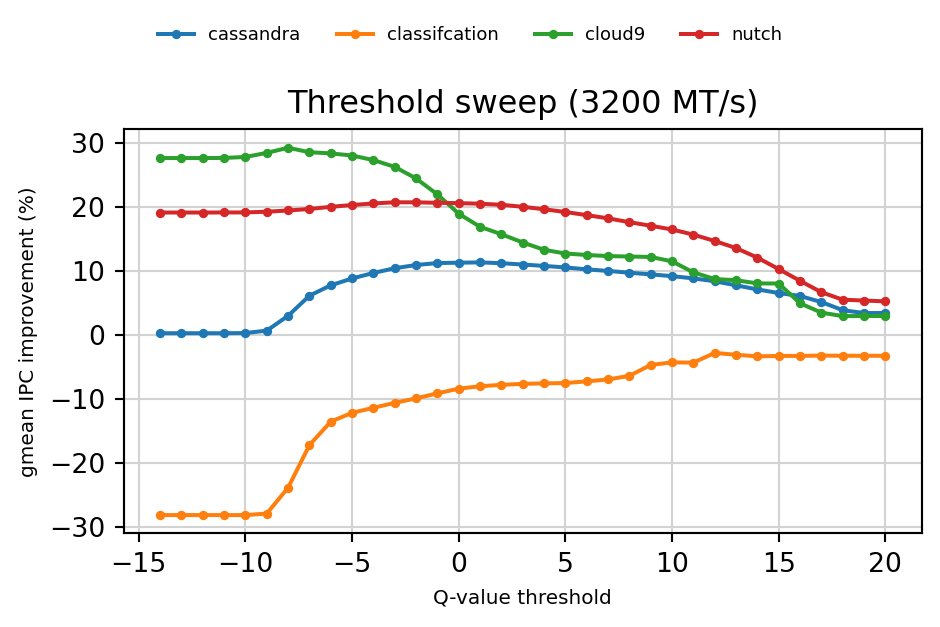 cassandra classifcation cloud9 nutch
Threshold sweep (3200 MT/s)
30
20
10
0
−10
−20
−30
gmean IPC improvement (%)
−15 −10 −5 0 5 10 15 20
Q-value threshold